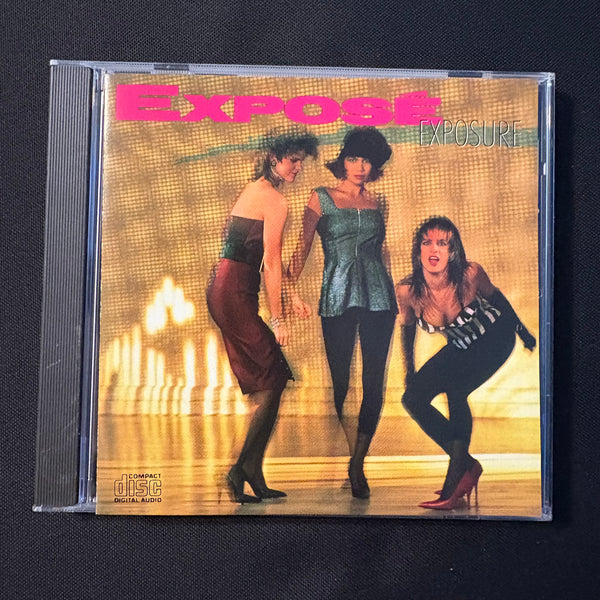 EXPOSÉ
EXPOSURE
COMPACT
disc
DIGITAL AUDIO